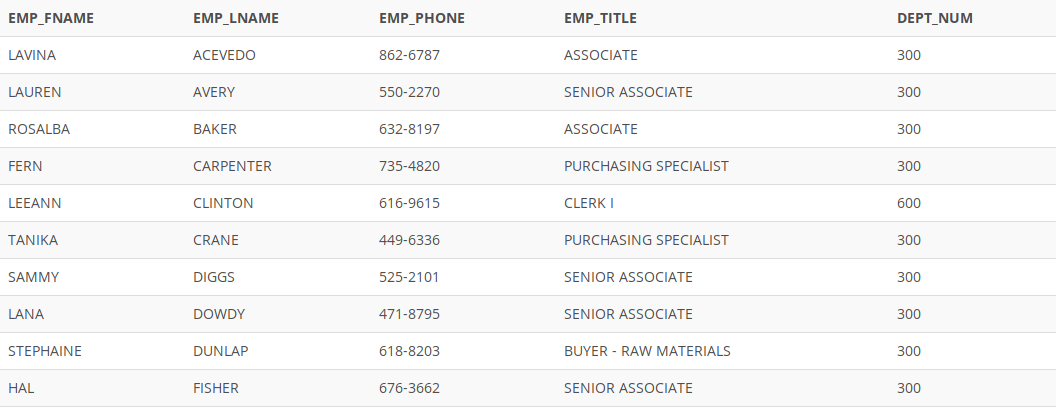 EMP_FNAME EMP_LNAME EMP_PHONE EMP_TITLE DEPT_NUM
LAVINA ACEVEDO 862-6787 ASSOCIATE 300
LAUREN AVERY 550-2270 SENIOR ASSOCIATE 300
ROSALBA BAKER 632-8197 ASSOCIATE 300
FERN CARPENTER 735-4820 PURCHASING SPECIALIST 300
LEEANN CLINTON 616-9615 CLERK I 600
TANIKA CRANE 449-6336 PURCHASING SPECIALIST 300
SAMMY DIGGS 525-2101 SENIOR ASSOCIATE 300
LANA DOWDY 471-8795 SENIOR ASSOCIATE 300
STEPHAINE DUNLAP 618-8203 BUYER - RAW MATERIALS 300
HAL FISHER 676-3662 SENIOR ASSOCIATE 300